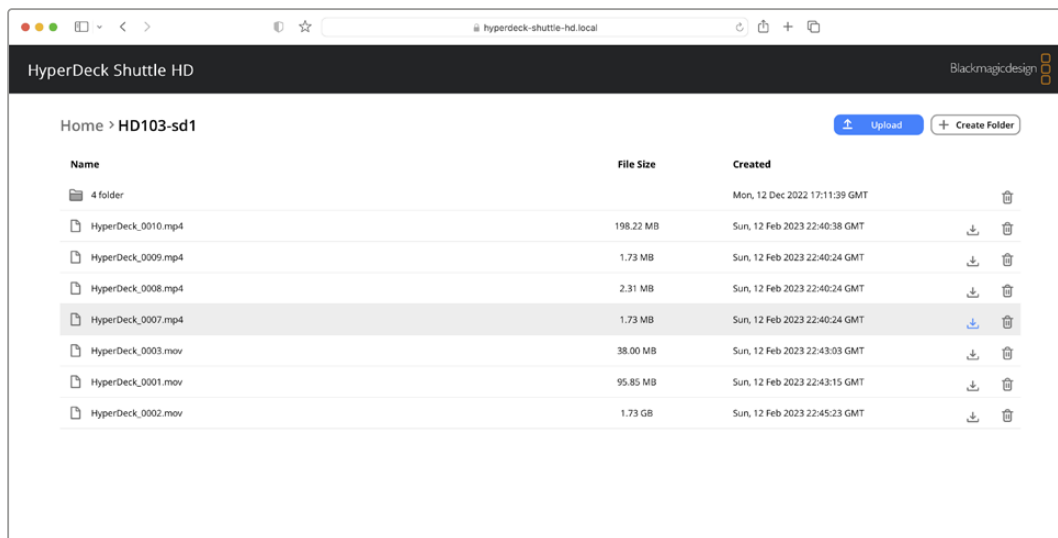 hyperdeck-shuttle-hd.local
HyperDeck Shuttle HD Blackmagicdesign
Home > HD103-sd1 Upload + Create Folder
Name File Size Created
4 folder Mon, 12 Dec 2022 17:11:39 GMT
HyperDeck_0010.mp4 198.22 MB Sun, 12 Feb 2023 22:40:38 GMT
HyperDeck_0009.mp4 1.73 MB Sun, 12 Feb 2023 22:40:24 GMT
HyperDeck_0008.mp4 2.31 MB Sun, 12 Feb 2023 22:40:24 GMT
HyperDeck_0007.mp4 1.73 MB Sun, 12 Feb 2023 22:40:24 GMT
HyperDeck_0003.mov 38.00 MB Sun, 12 Feb 2023 22:43:03 GMT
HyperDeck_0001.mov 95.85 MB Sun, 12 Feb 2023 22:43:15 GMT
HyperDeck_0002.mov 1.73 GB Sun, 12 Feb 2023 22:45:23 GMT